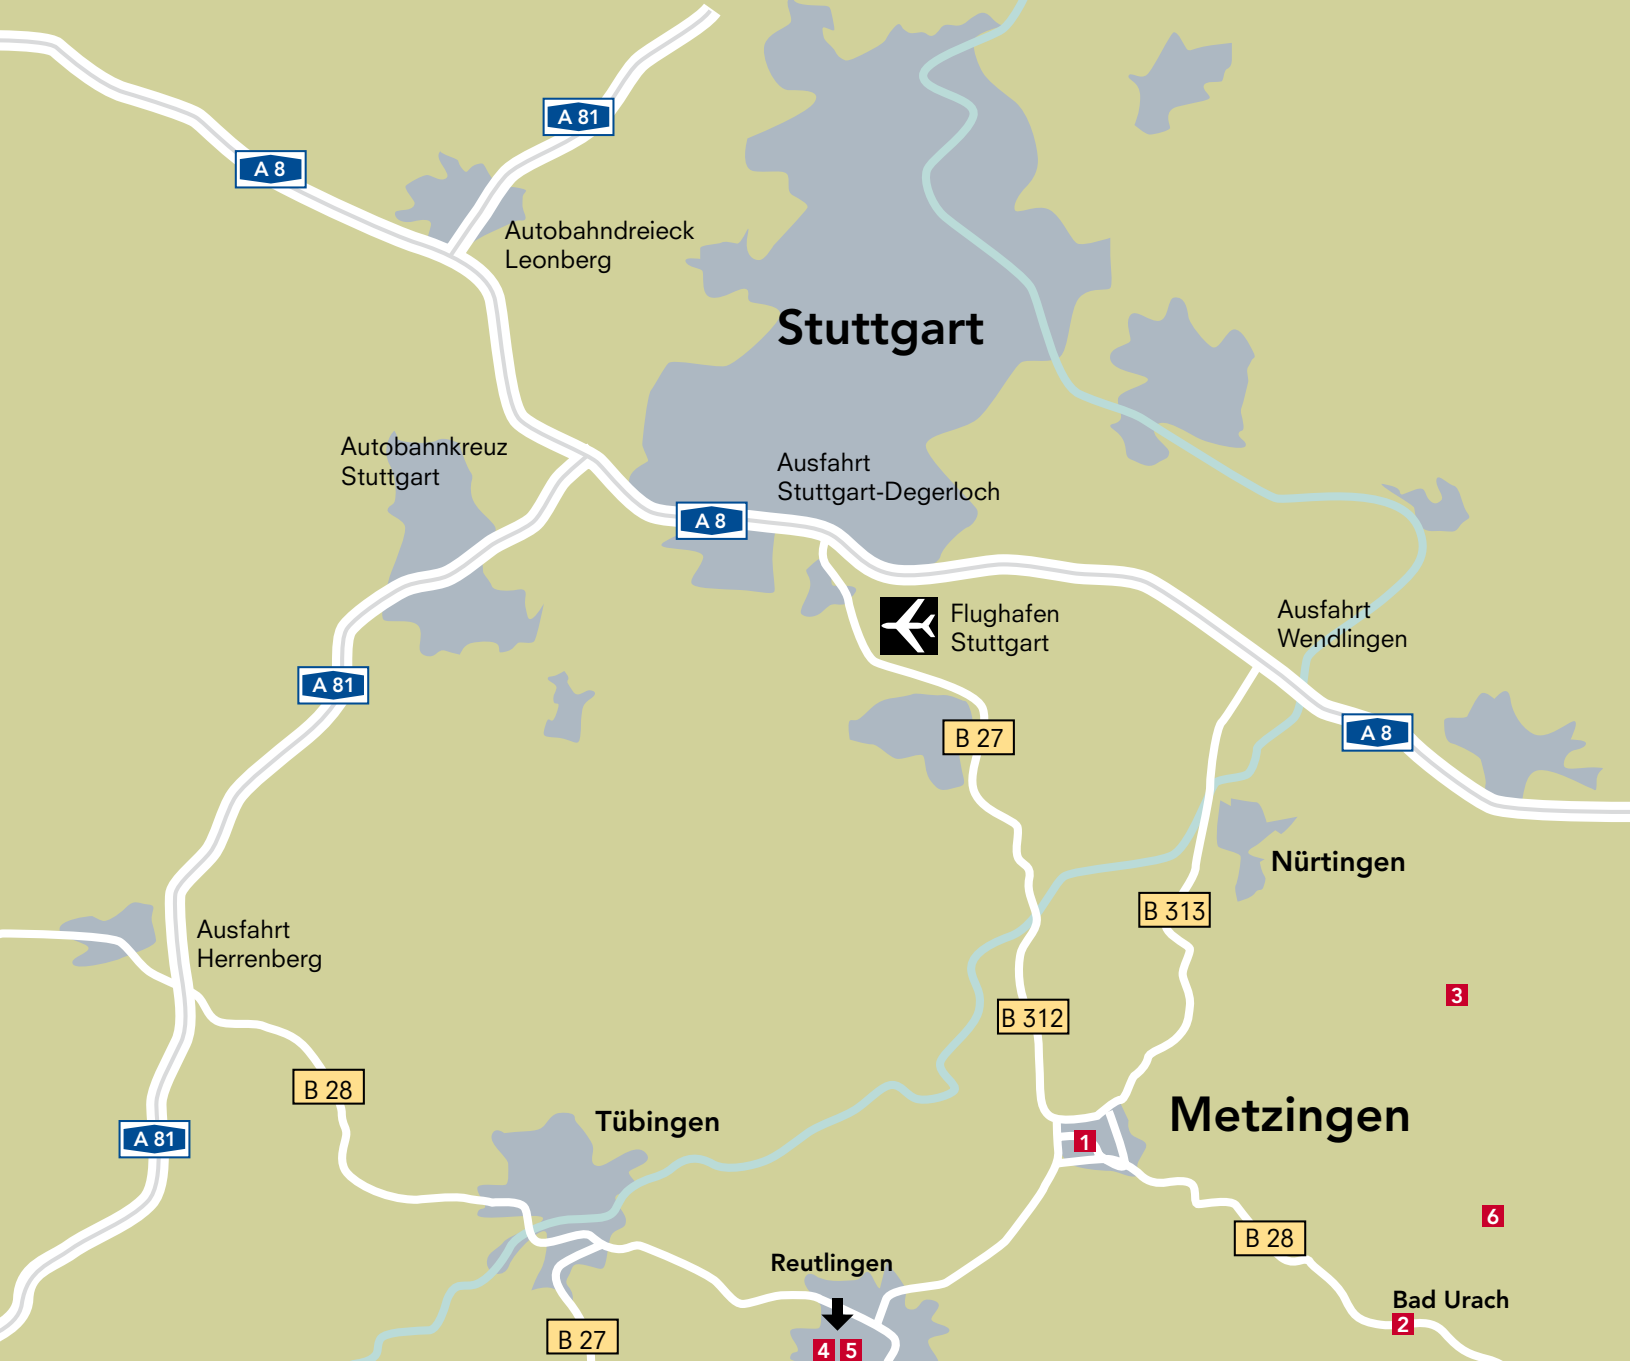 A 81
A 8
Autobahndreieck
Leonberg
Stuttgart
Autobahnkreuz
Stuttgart
Ausfahrt
Stuttgart-Degerloch
A 8
Flughafen
Stuttgart
Ausfahrt
Wendlingen
A 81
B 27
A 8
Nürtingen
B 313
Ausfahrt
Herrenberg
3
B 312
B 28
Metzingen
Tübingen
A 81
1
6
B 28
Reutlingen
Bad Urach
2
B 27
4 5